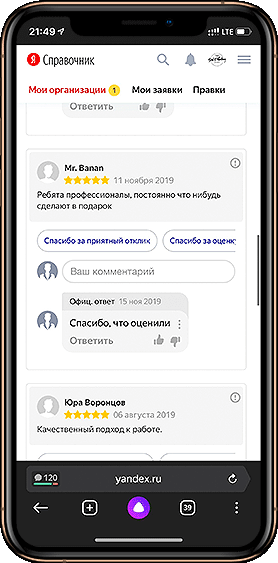 21:49
LTE
Я Справочник
Мои организации 1 Мои заявки Правки
Ответить
Mr. Banan
11 ноября 2019
Ребята профессионалы, постоянно что нибудь
сделают в подарок
Спасибо за приятный отклик
Спасибо за оценку
Ваш комментарий
Офиц. ответ 15 ноя 2019
Спасибо, что оценили
Ответить
Юра Воронцов
06 августа 2019
Качественный подход к работе.
120 yandex.ru
39